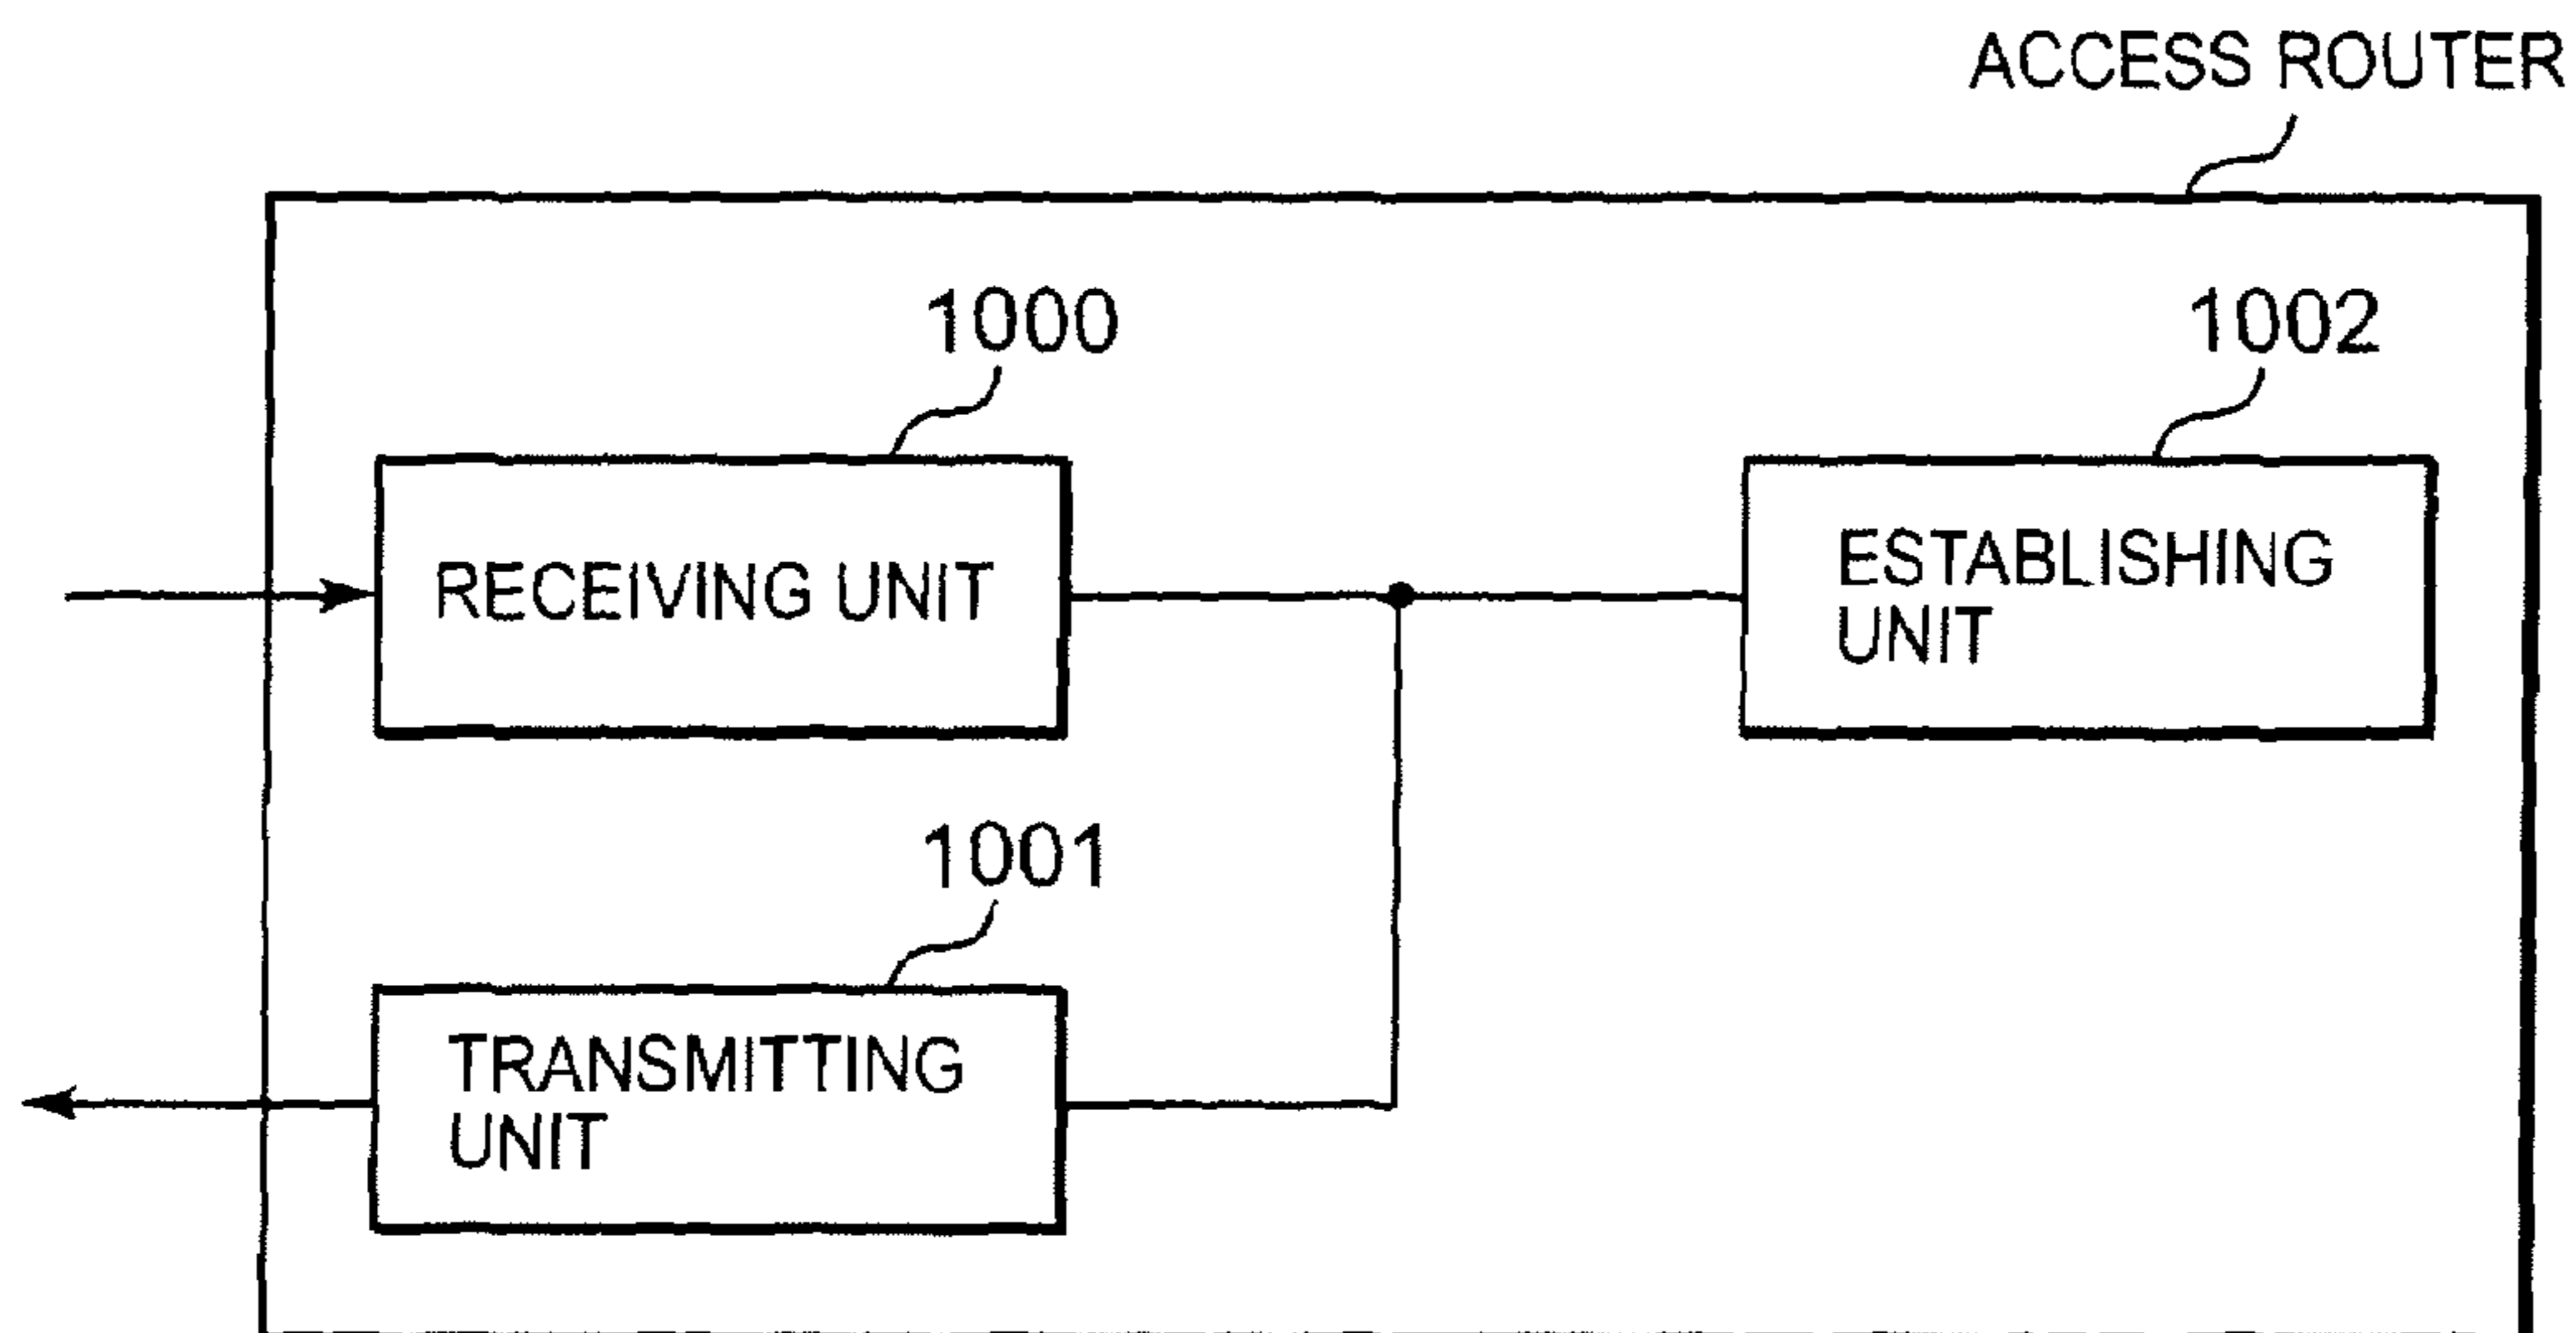 ACCESS ROUTER
1000
1002
RECEIVING UNIT
ESTABLISHING
UNIT
1001
TRANSMITTING
UNIT